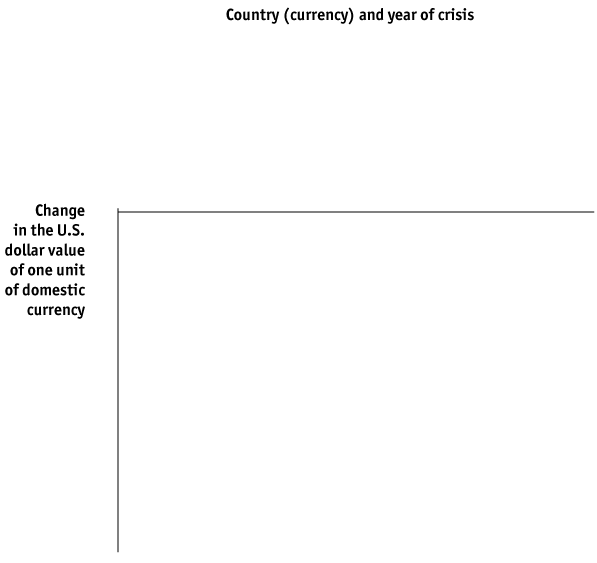 Country (currency) and year of crisis
Change
in the U.S.
dollar value
of one unit
of domestic
currency